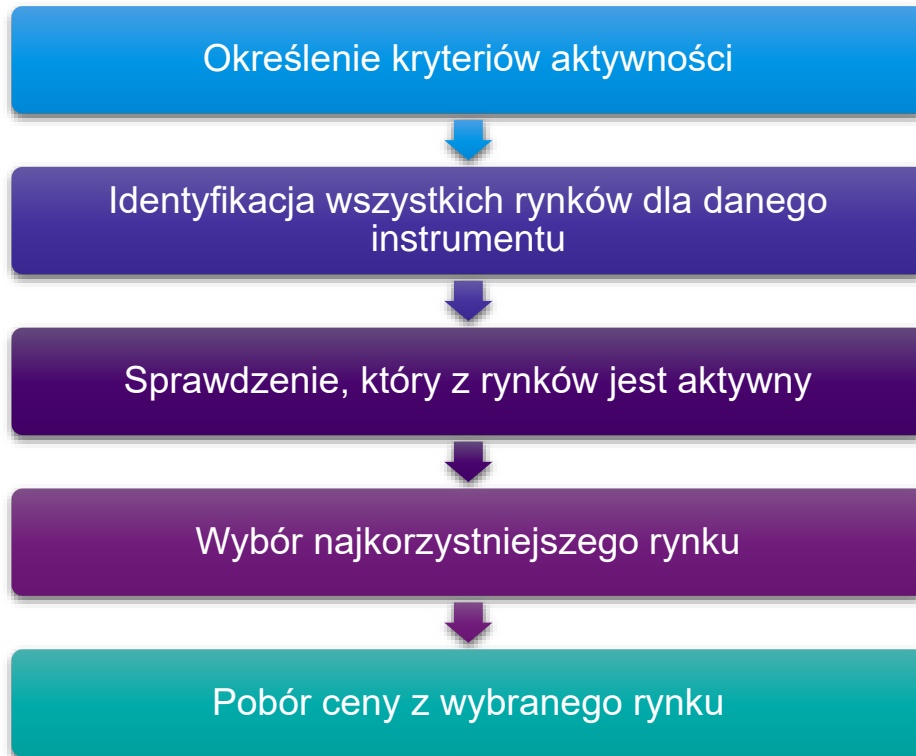 Określenie kryteriów aktywności
Identyfikacja wszystkich rynków dla danego
instrumentu
Sprawdzenie, który z rynków jest aktywny
Wybór najkorzystniejszego rynku
Pobór ceny z wybranego rynku